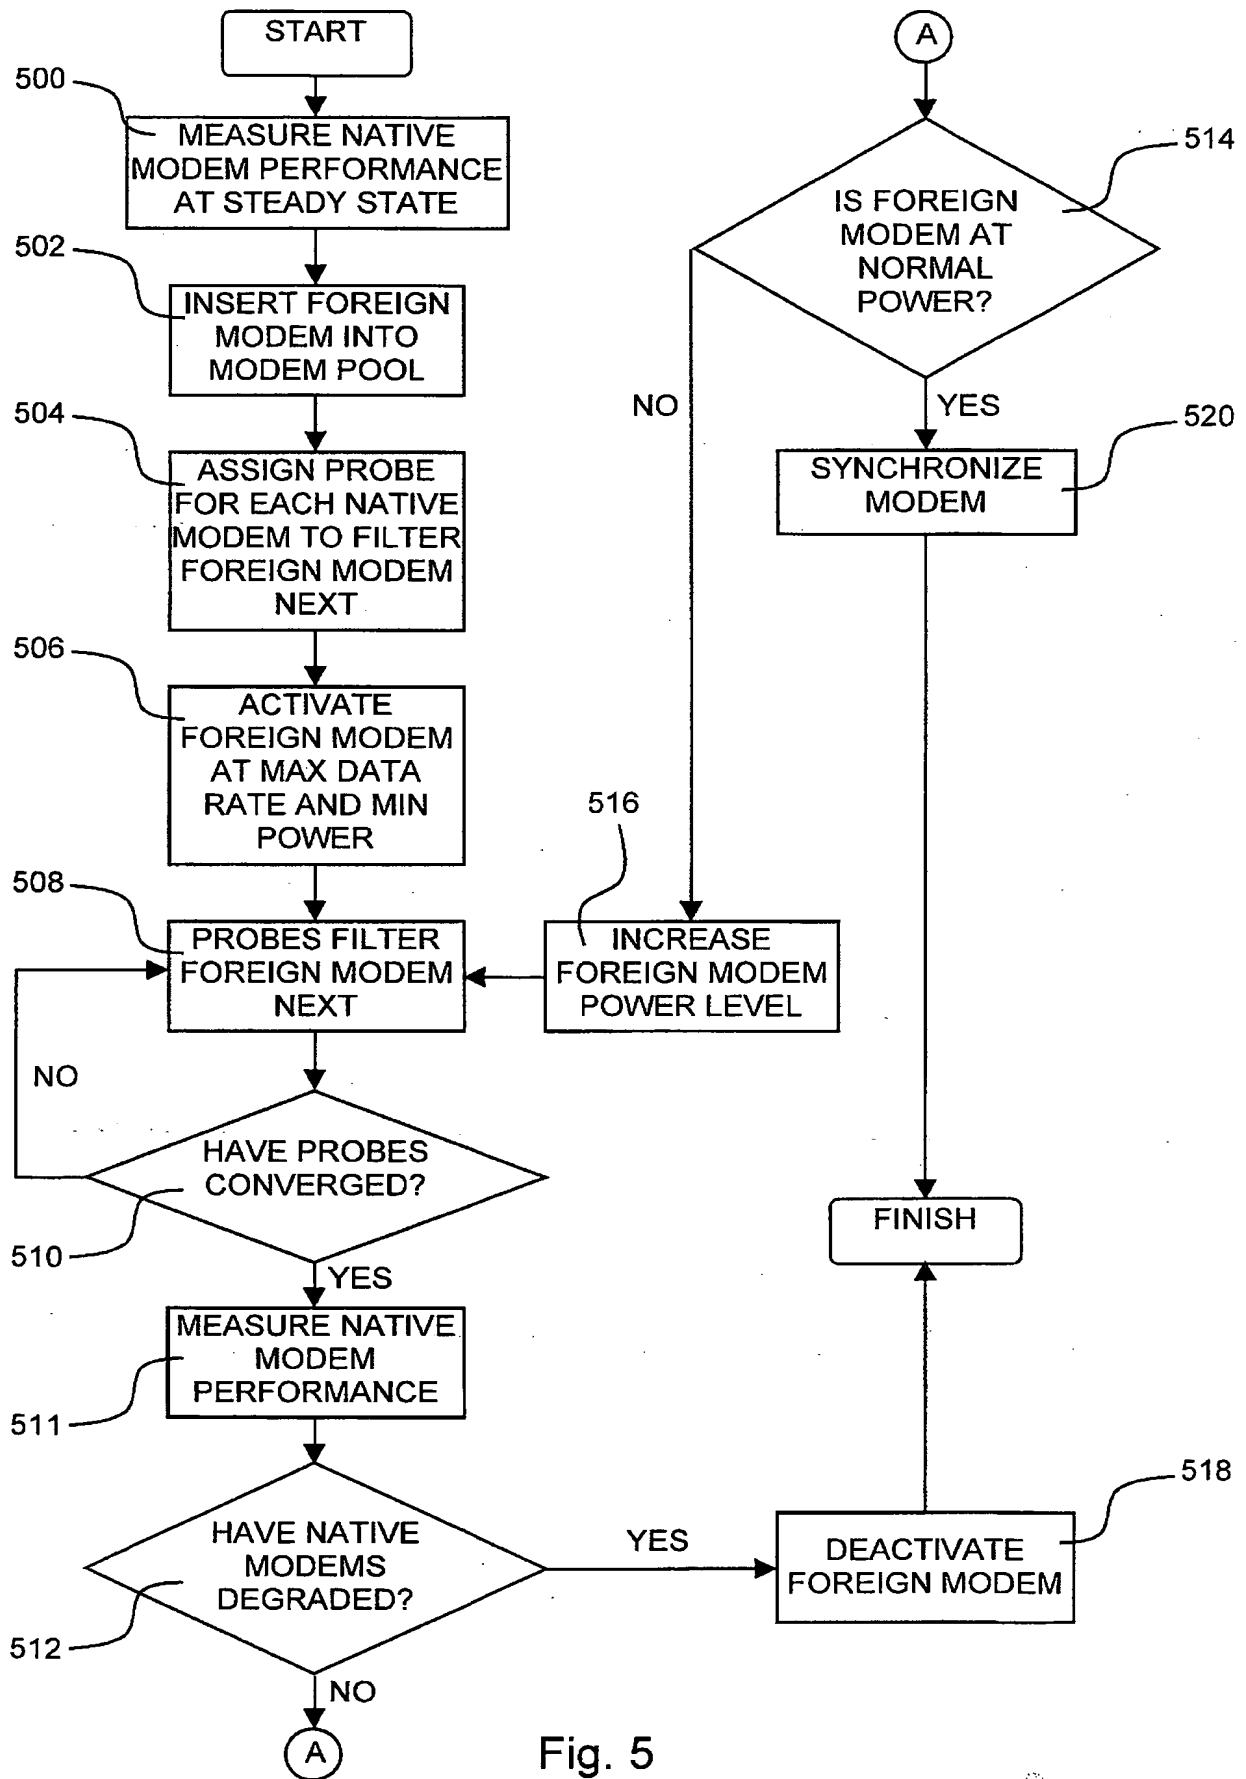 START
500
MEASURE NATIVE
MODEM PERFORMANCE
AT STEADY STATE
502
INSERT FOREIGN
MODEM INTO
MODEM POOL
504
ASSIGN PROBE
FOR EACH NATIVE
MODEM TO FILTER
FOREIGN MODEM
NEXT
506
ACTIVATE
FOREIGN MODEM
AT MAX DATA
RATE AND MIN
POWER
508
PROBES FILTER
FOREIGN MODEM
NEXT
NO
HAVE PROBES
CONVERGED?
510
YES
MEASURE NATIVE
MODEM
PERFORMANCE
511
HAVE NATIVE
MODEMS
DEGRADED?
512
YES
NO
A
A
514
IS FOREIGN
MODEM AT
NORMAL
POWER?
NO
YES
520
SYNCHRONIZE
MODEM
516
INCREASE
FOREIGN MODEM
POWER LEVEL
FINISH
518
DEACTIVATE
FOREIGN MODEM
Fig. 5